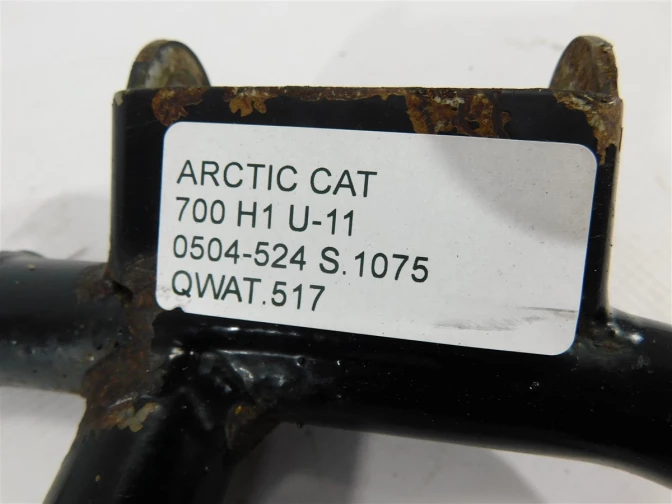 ARCTIC CAT
700 H1 U-11
0504-524 S.1075
QWAT.517